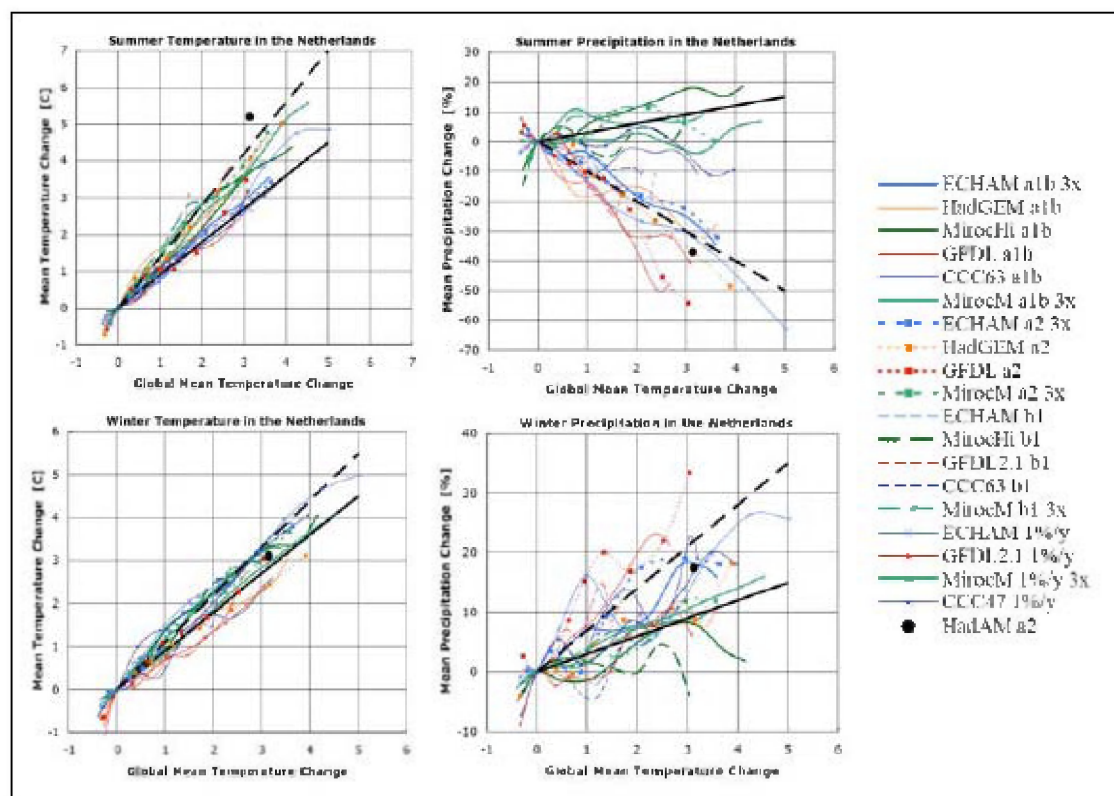 Summer Temperature in the Netherlands
7
6
5
4
3
2
1
0
-1
-1 0 1 2 3 4 5 6 7
Mean Temperature Change [C]
Global Mean Temperature Change
Summer Precipitation in the Netherlands
30
20
10
0
-10
-20
-30
-40
-50
-60
-70
-1 0 1 2 3 4 5 6
Mean Precipitation Change [%]
Global Mean Temperature Change
Winter Temperature in the Netherlands
6
5
4
3
2
1
0
-1
-1 0 1 2 3 4 5 6
Mean Temperature Change [C]
Global Mean Temperature Change
Winter Precipitation in the Netherlands
40
30
20
10
0
-10
-1 0 1 2 3 4 5 6
Mean Precipitation Change [%]
Global Mean Temperature Change
ECHAM a1b 3x
HadGEM a1b
MirocHi a1b
GFDL a1b
CCC63 a1b
MirocM a1b 3x
ECHAM a2 3x
HadGEM a2
GFDL a2
MirocM a2 3x
ECHAM b1
MirocHi b1
GFDL2.1 b1
CCC63 b1
MirocM b1 3x
ECHAM 1%/y
GFDL2.1 1%/y
MirocM 1%/y 3x
CCC47 1%/y
HadAM a2